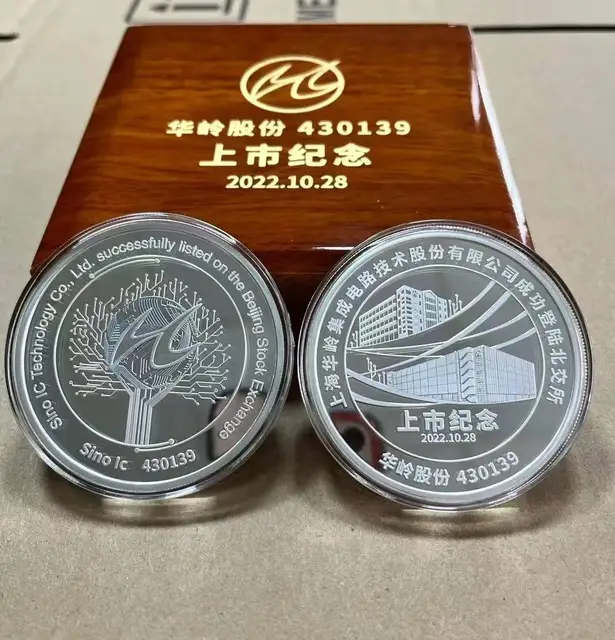 华岭股份 430139
上市纪念
2022.10.28
Sino IC Technology Co., Ltd. successfully listed on the Beijing Stock Exchange
Sino Ic 430139
上海华岭集成电路技术股份有限公司成功登陆北交所
上市纪念
2022.10.28
华岭股份 430139